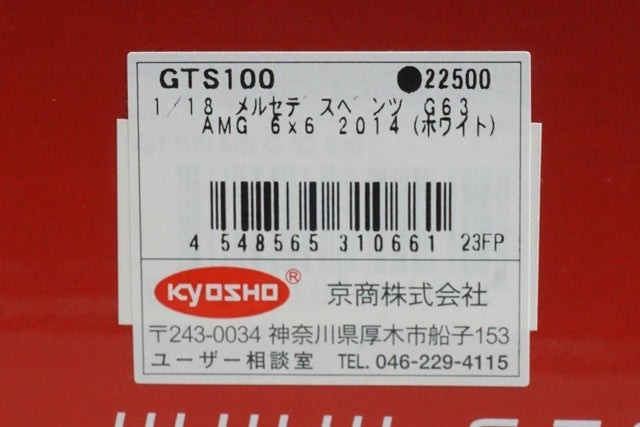 GTS100 ●22500
1/18 メルセデスベンツ G63
AMG 6x6 2014 (ホワイト)
4 548565 310661 23FP
KYOSHO® 京商株式会社
〒243-0034 神奈川県厚木市船子153
ユーザー相談室 TEL. 046-229-4115